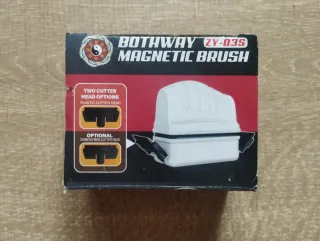 BOTHWAY ZY-03S
MAGNETIC BRUSH
TWO CUTTER
HEAD OPTIONS
PLASTIC CUTTER HEAD
OPTIONAL